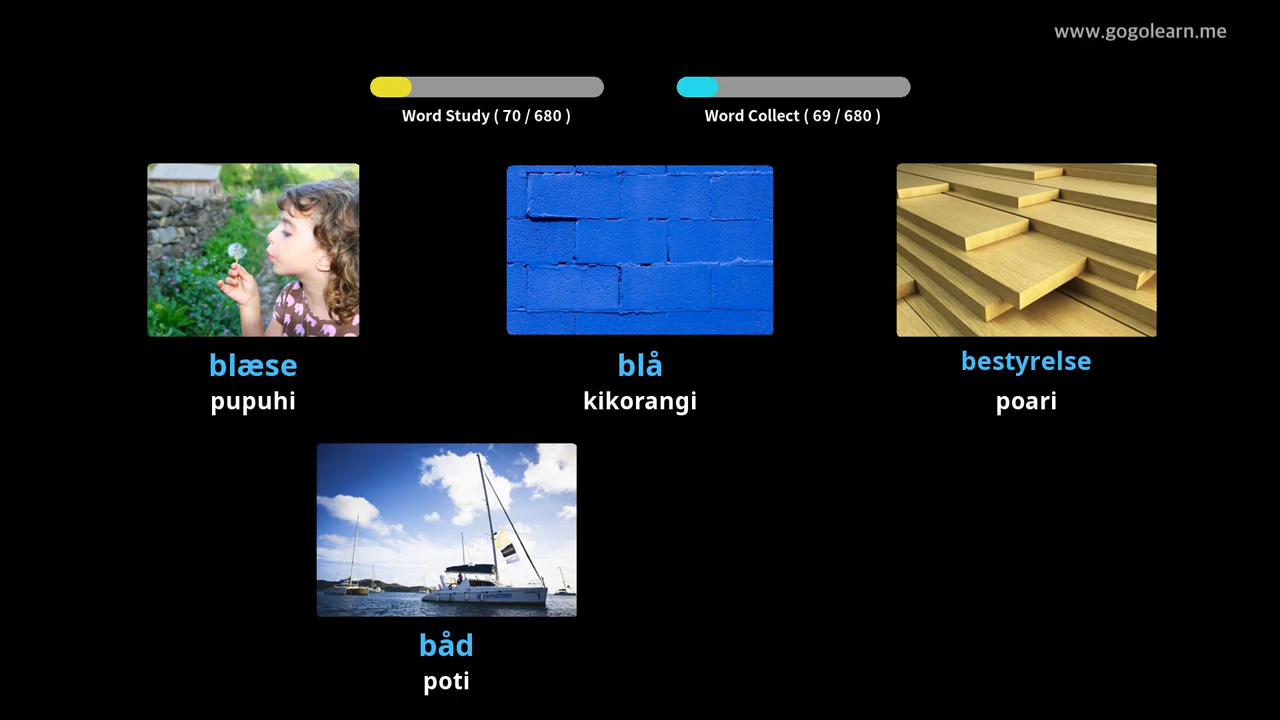 www.gogolearn.me
Word Study ( 70 / 680 )
Word Collect ( 69 / 680 )
blæse
pupuhi
blå
kikorangi
bestyrelse
poari
båd
poti